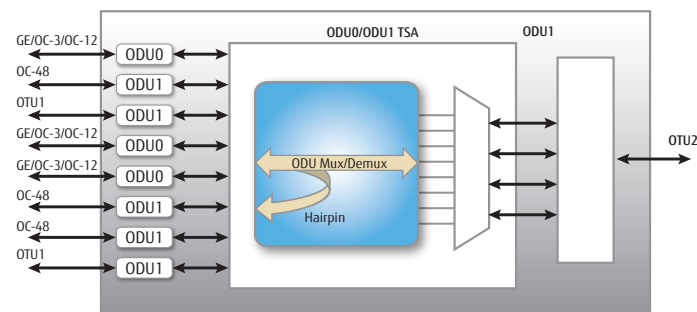 ODU0/ODU1 TSA
ODU1
GE/OC-3/OC-12
ODU0
OC-48
ODU1
OTU1
ODU1
GE/OC-3/OC-12
ODU0
GE/OC-3/OC-12
ODU0
OC-48
ODU1
OC-48
ODU1
OTU1
ODU1
ODU Mux/Demux
Hairpin
OTU2